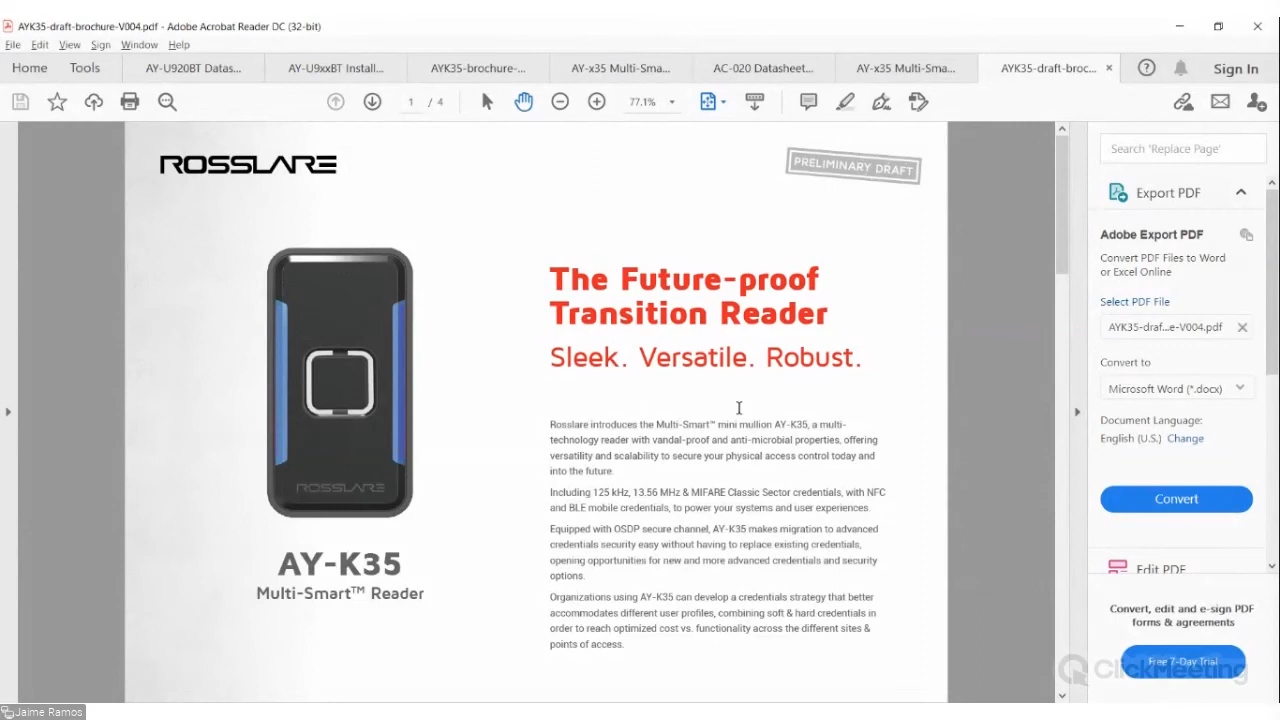 AYK35-draft-brochure-V004.pdf - Adobe Acrobat Reader DC (32-bit)
File Edit View Sign Window Help
Home Tools AY-U920BT Datas... AY-U9xxBT Install... AYK35-brochure-... AY-x35 Multi-Sma... AC-020 Datasheet... AY-x35 Multi-Sma... AYK35-draft-broc... × Sign In
1 / 4 77.1%
ROSSLARE
PRELIMINARY DRAFT
The Future-proof
Transition Reader
Sleek. Versatile. Robust.
Rosslare introduces the Multi-Smart™ mini mullion AY-K35, a multi-
technology reader with vandal-proof and anti-microbial properties, offering
versatility and scalability to secure your physical access control today and
into the future.
Including 125 kHz, 13.56 MHz & MIFARE Classic Sector credentials, with NFC
and BLE mobile credentials, to power your systems and user experiences.
Equipped with OSDP secure channel, AY-K35 makes migration to advanced
credentials security easy without having to replace existing credentials,
opening opportunities for new and more advanced credentials and security
options.
Organizations using AY-K35 can develop a credentials strategy that better
accommodates different user profiles, combining soft & hard credentials in
order to reach optimized cost vs. functionality across the different sites &
points of access.
ROSSLARE
AY-K35
Multi-Smart™ Reader
Search 'Replace Page'
Export PDF
Adobe Export PDF
Convert PDF Files to Word
or Excel Online
Select PDF File
AYK35-draf...e-V004.pdf
Convert to
Microsoft Word (*.docx)
Document Language:
English (U.S.) Change
Convert
Edit PDF
Convert, edit and e-sign PDF
forms & agreements
Free 7-Day Trial
ClickMeeting
Jaime Ramos